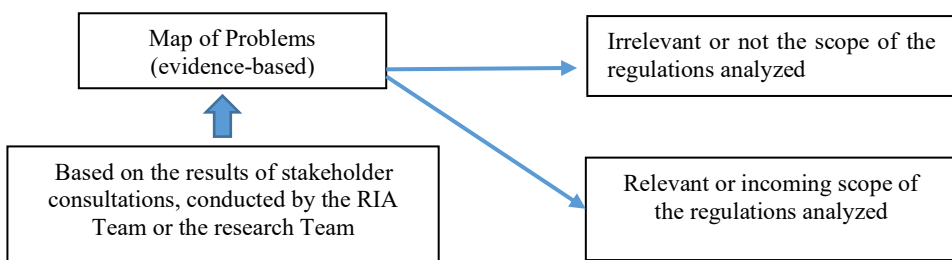 Map of Problems
(evidence-based)
Irrelevant or not the scope of the
regulations analyzed
Based on the results of stakeholder
consultations, conducted by the RIA
Team or the research Team
Relevant or incoming scope of
the regulations analyzed